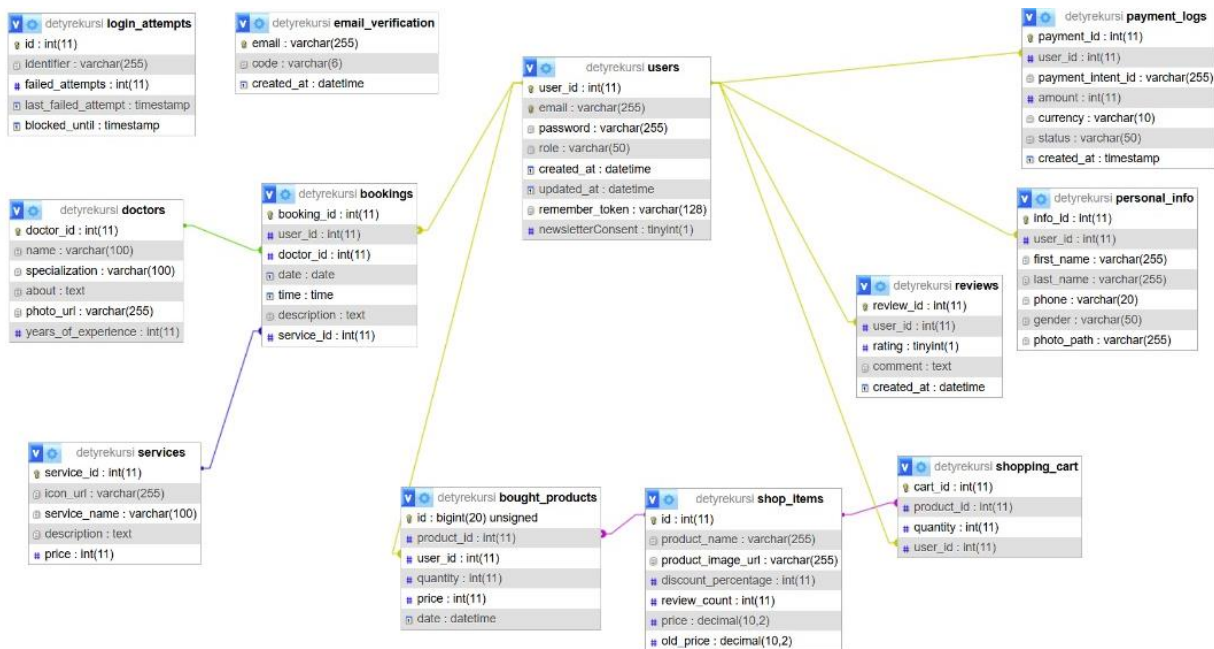 detyrekursi login_attempts
id : int(11)
identifier : varchar(255)
failed_attempts : int(11)
last_failed_attempt : timestamp
blocked_until : timestamp
detyrekursi email_verification
email : varchar(255)
code : varchar(6)
created_at : datetime
detyrekursi users
user_id : int(11)
email : varchar(255)
password : varchar(255)
role : varchar(50)
created_at : datetime
updated_at : datetime
remember_token : varchar(128)
newsletterConsent : tinyint(1)
detyrekursi payment_logs
payment_id : int(11)
user_id : int(11)
payment_intent_id : varchar(255)
amount : int(11)
currency : varchar(10)
status : varchar(50)
created_at : timestamp
detyrekursi doctors
doctor_id : int(11)
name : varchar(100)
specialization : varchar(100)
about : text
photo_url : varchar(255)
years_of_experience : int(11)
detyrekursi bookings
booking_id : int(11)
user_id : int(11)
doctor_id : int(11)
date : date
time : time
description : text
service_id : int(11)
detyrekursi personal_info
info_id : int(11)
user_id : int(11)
first_name : varchar(255)
last_name : varchar(255)
phone : varchar(20)
gender : varchar(50)
photo_path : varchar(255)
detyrekursi reviews
review_id : int(11)
user_id : int(11)
rating : tinyint(1)
comment : text
created_at : datetime
detyrekursi services
service_id : int(11)
icon_url : varchar(255)
service_name : varchar(100)
description : text
price : int(11)
detyrekursi bought_products
id : bigint(20) unsigned
product_id : int(11)
user_id : int(11)
quantity : int(11)
price : int(11)
date : datetime
detyrekursi shop_items
id : int(11)
product_name : varchar(255)
product_image_url : varchar(255)
discount_percentage : int(11)
review_count : int(11)
price : decimal(10,2)
old_price : decimal(10,2)
detyrekursi shopping_cart
cart_id : int(11)
product_id : int(11)
quantity : int(11)
user_id : int(11)